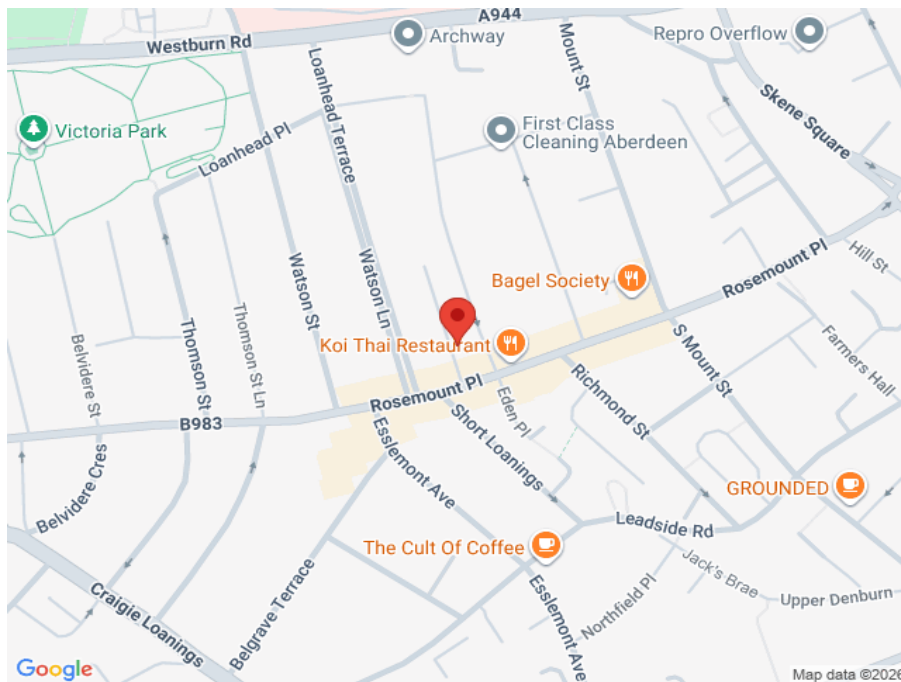 A944
Westburn Rd
Archway
Repro Overflow
Mount St
Loanhead Terrace
Skene Square
Victoria Park
Loanhead Pl
First Class
Cleaning Aberdeen
Hill St
Rosemount Pl
Watson St
Watson Ln
Bagel Society
Belvidere St
Thomson St
Thomson St Ln
Koi Thai Restaurant
Farmers Hall
S Mount St
Richmond St
Rosemount Pl
Eden Pl
B983
Short Loanings
Esslemont Ave
Belvidere Cres
GROUNDED
Leadside Rd
The Cult Of Coffee
Jack's Brae
Upper Denburn
Northfield Pl
Esslemont Ave
Belgrave Terrace
Craigie Loanings
Google
Map data ©2026